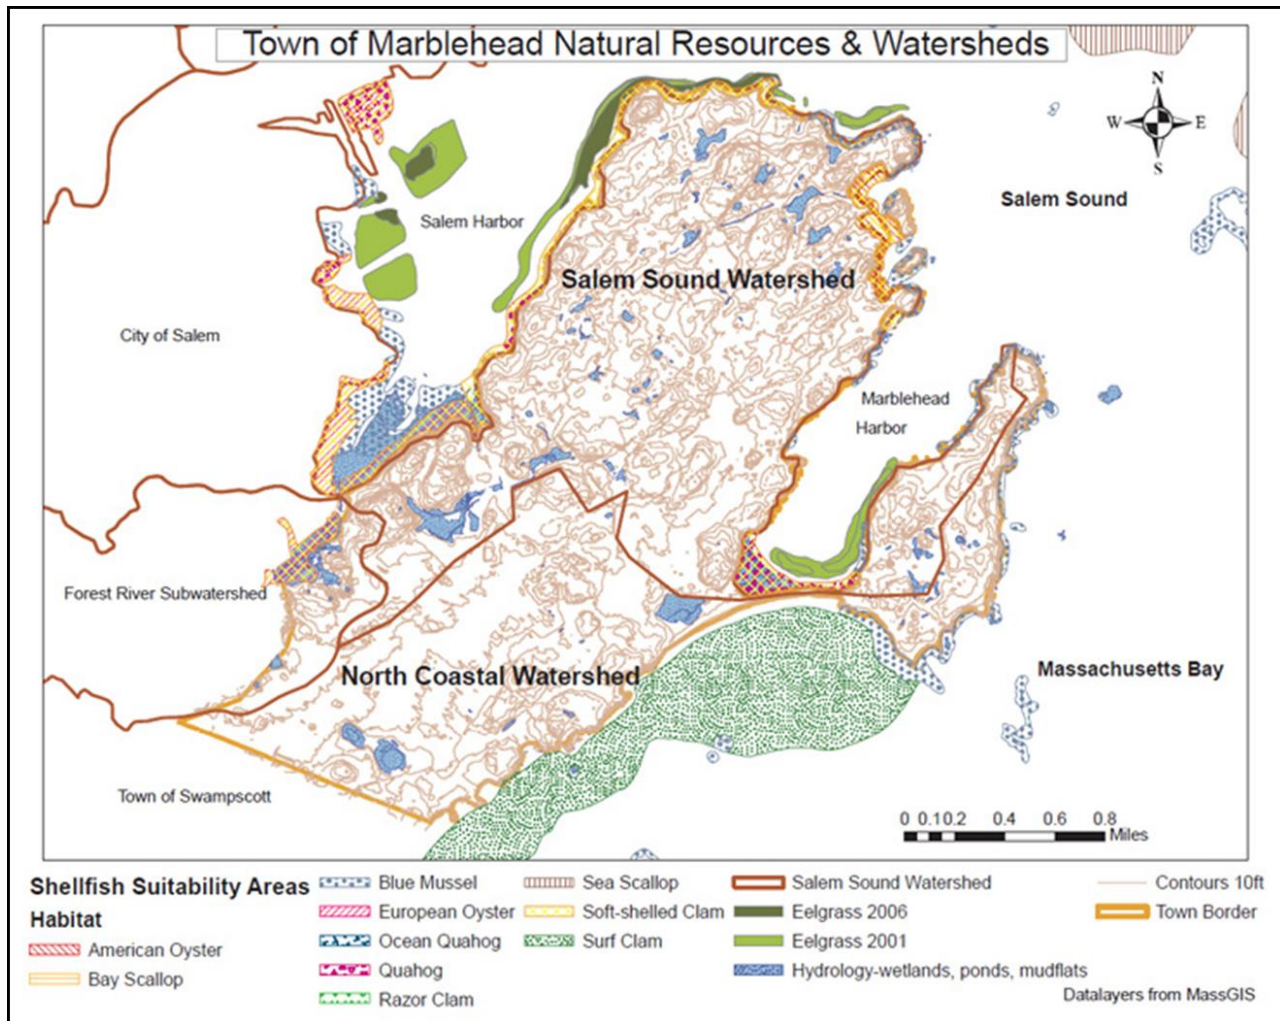 Town of Marblehead Natural Resources & Watersheds
N
W E
S
Salem Sound
Salem Harbor
Salem Sound Watershed
City of Salem
Marblehead
Harbor
Forest River Subwatershed
North Coastal Watershed
Massachusetts Bay
Town of Swampscott
0 0.1 0.2 0.4 0.6 0.8
Miles
Shellfish Suitability Areas
Habitat
American Oyster
Bay Scallop
Blue Mussel
European Oyster
Ocean Quahog
Quahog
Razor Clam
Sea Scallop
Soft-shelled Clam
Surf Clam
Salem Sound Watershed
Eelgrass 2006
Eelgrass 2001
Hydrology-wetlands, ponds, mudflats
Contours 10ft
Town Border
Datalayers from MassGIS